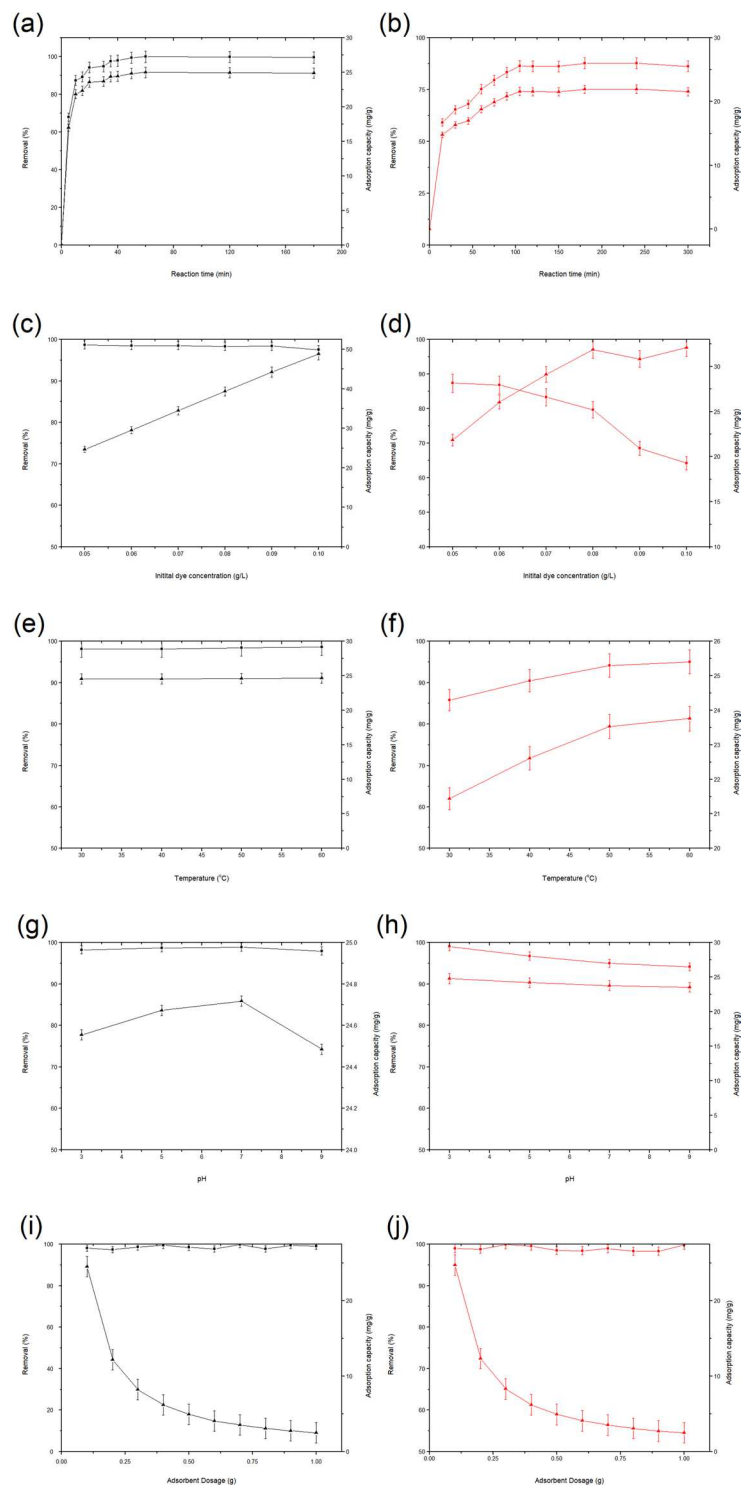 (a)
100
80
60
40
20
0
Removal (%)
30
25
20
15
10
5
0
Adsorption capacity (mg/g)
0 40 80 120 160 200
Reaction time (min)
(b)
100
75
50
25
0
Removal (%)
30
20
10
0
Adsorption capacity (mg/g)
0 60 120 180 240 300
Reaction time (min)
(c)
100
90
80
70
60
50
Removal (%)
50
40
30
20
10
0
Adsorption capacity (mg/g)
0.05 0.06 0.07 0.08 0.09 0.10
Initital dye concentration (g/L)
(d)
100
90
80
70
60
50
40
Removal (%)
30
25
20
15
10
Adsorption capacity (mg/g)
0.05 0.06 0.07 0.08 0.09 0.10
Initital dye concentration (g/L)
(e)
100
90
80
70
60
50
Removal (%)
30
25
20
15
10
5
0
Adsorption capacity (mg/g)
30 35 40 45 50 55 60
Temperature (°C)
(f)
100
90
80
70
60
50
Removal (%)
26
25
24
23
22
21
20
Adsorption capacity (mg/g)
30 40 50 60
Temperature (°C)
(g)
100
90
80
70
60
50
Removal (%)
25.0
24.8
24.6
24.4
24.2
24.0
Adsorption capacity (mg/g)
3 4 5 6 7 8 9
pH
(h)
100
90
80
70
60
50
Removal (%)
30
25
20
15
10
5
0
Adsorption capacity (mg/g)
3 4 5 6 7 8 9
pH
(i)
100
80
60
40
20
0
Removal (%)
20
10
0
Adsorption capacity (mg/g)
0.00 0.25 0.50 0.75 1.00
Adsorbent Dosage (g)
(j)
100
95
90
85
80
75
70
65
60
55
50
Removal (%)
20
10
0
Adsorption capacity (mg/g)
0.00 0.25 0.50 0.75 1.00
Adsorbent Dosage (g)